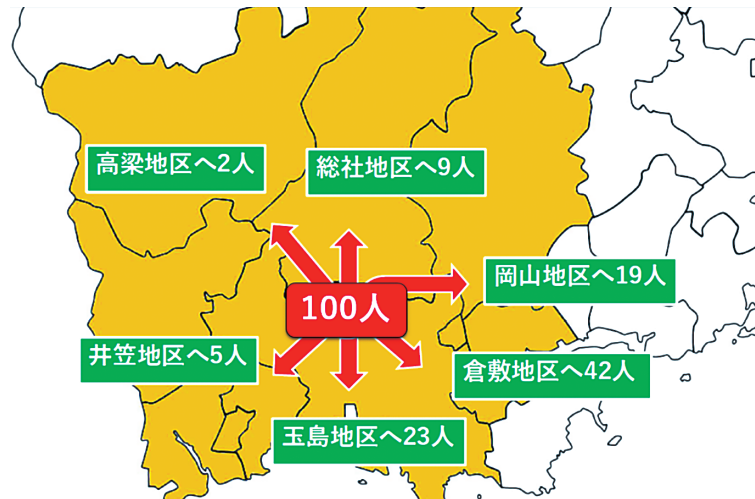 高梁地区へ2人
総社地区へ9人
岡山地区へ19人
100人
井笠地区へ5人
倉敷地区へ42人
玉島地区へ23人